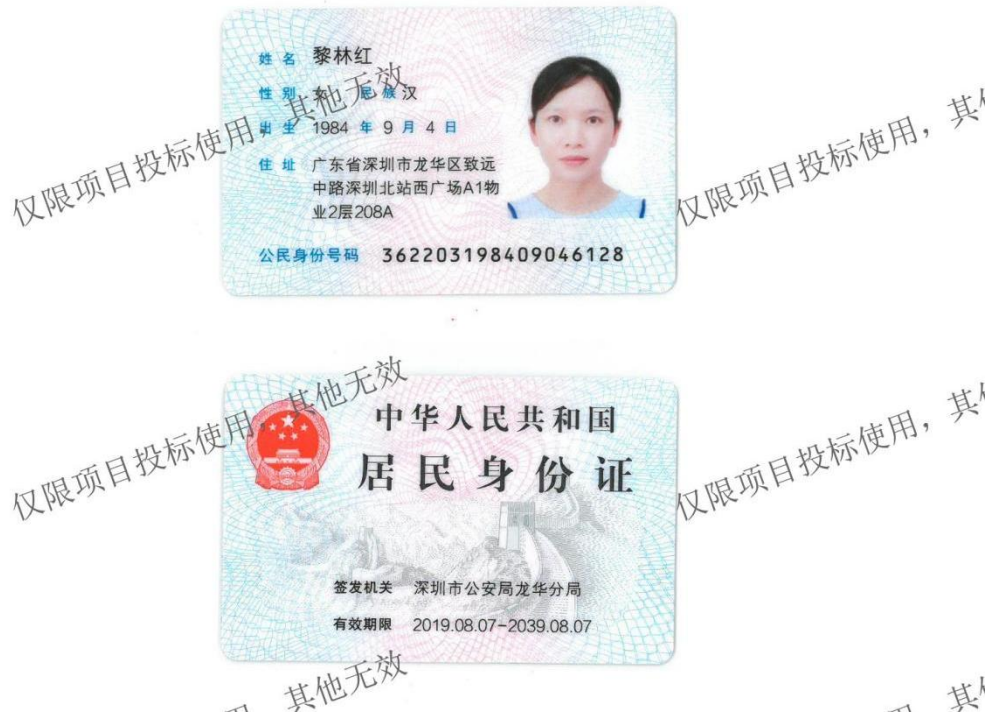 姓名 黎林红
性别 女 民族 汉
出生 1984 年 9 月 4 日
住址 广东省深圳市龙华区致远
中路深圳北站西广场A1物
业2层208A
公民身份号码 362203198409046128
仅限项目投标使用，其他无效
仅限项目投标使用，其他
中华人民共和国
居民身份证
签发机关 深圳市公安局龙华分局
有效期限 2019.08.07-2039.08.07
仅限项目投标使用，其他无效
仅限项目投标使用，其他
用，其他无效
用，其他